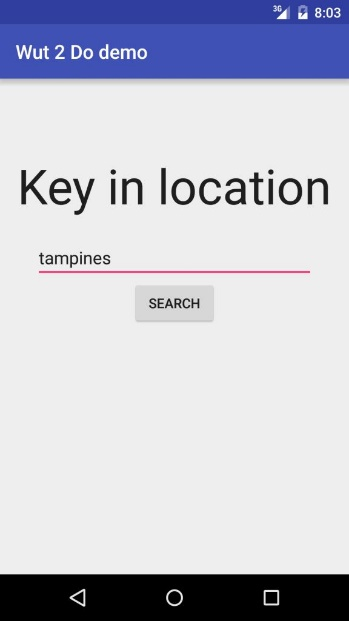 3G 8:03
Wut 2 Do demo
Key in location
tampines
SEARCH